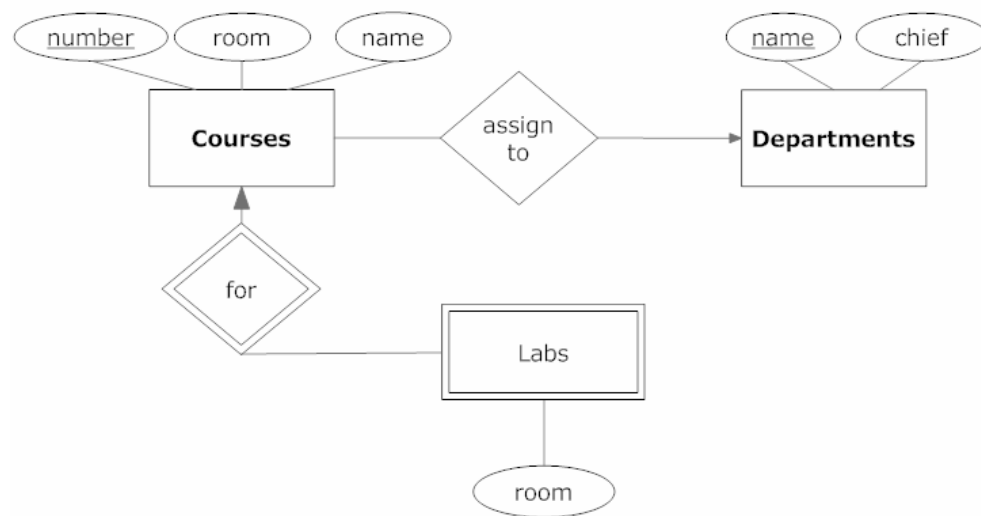 number room name name chief
Courses assign to Departments
for
Labs
room